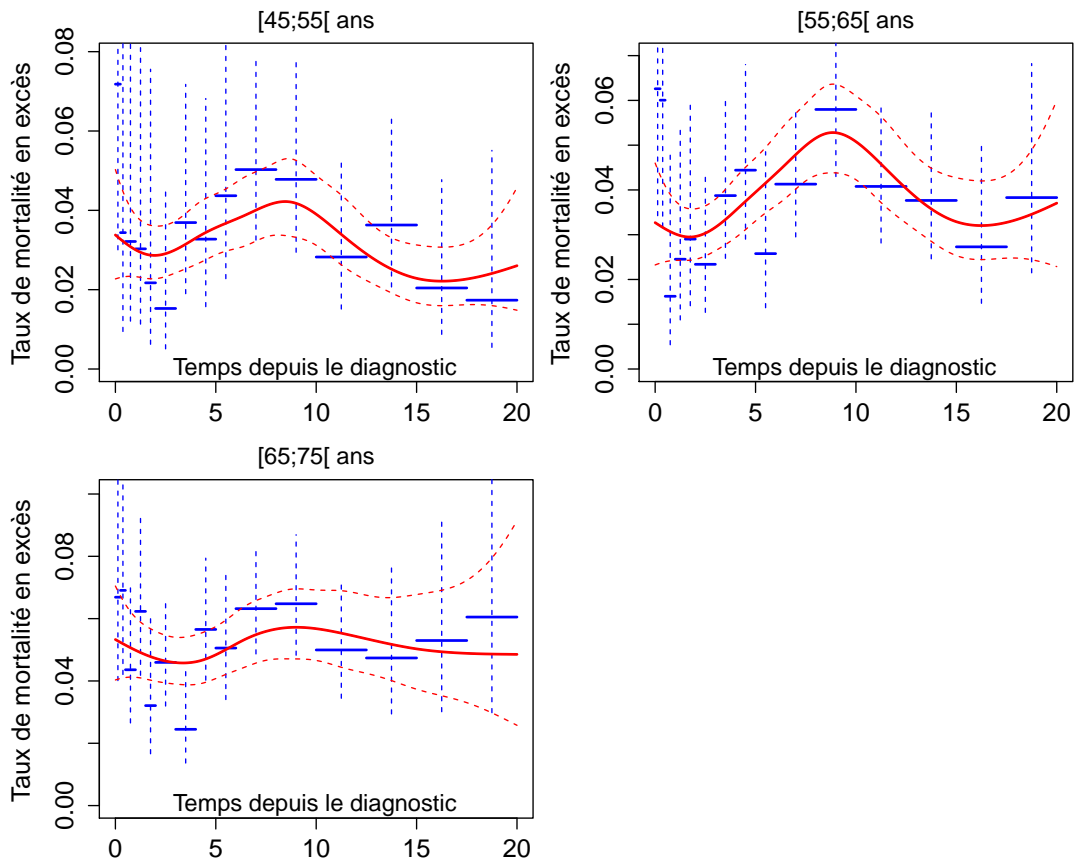 [45;55[ ans
Taux de mortalité en excès
0.00 0.02 0.04 0.06 0.08
Temps depuis le diagnostic
0 5 10 15 20
[55;65[ ans
Taux de mortalité en excès
0.00 0.02 0.04 0.06
Temps depuis le diagnostic
0 5 10 15 20
[65;75[ ans
Taux de mortalité en excès
0.00 0.04 0.08
Temps depuis le diagnostic
0 5 10 15 20